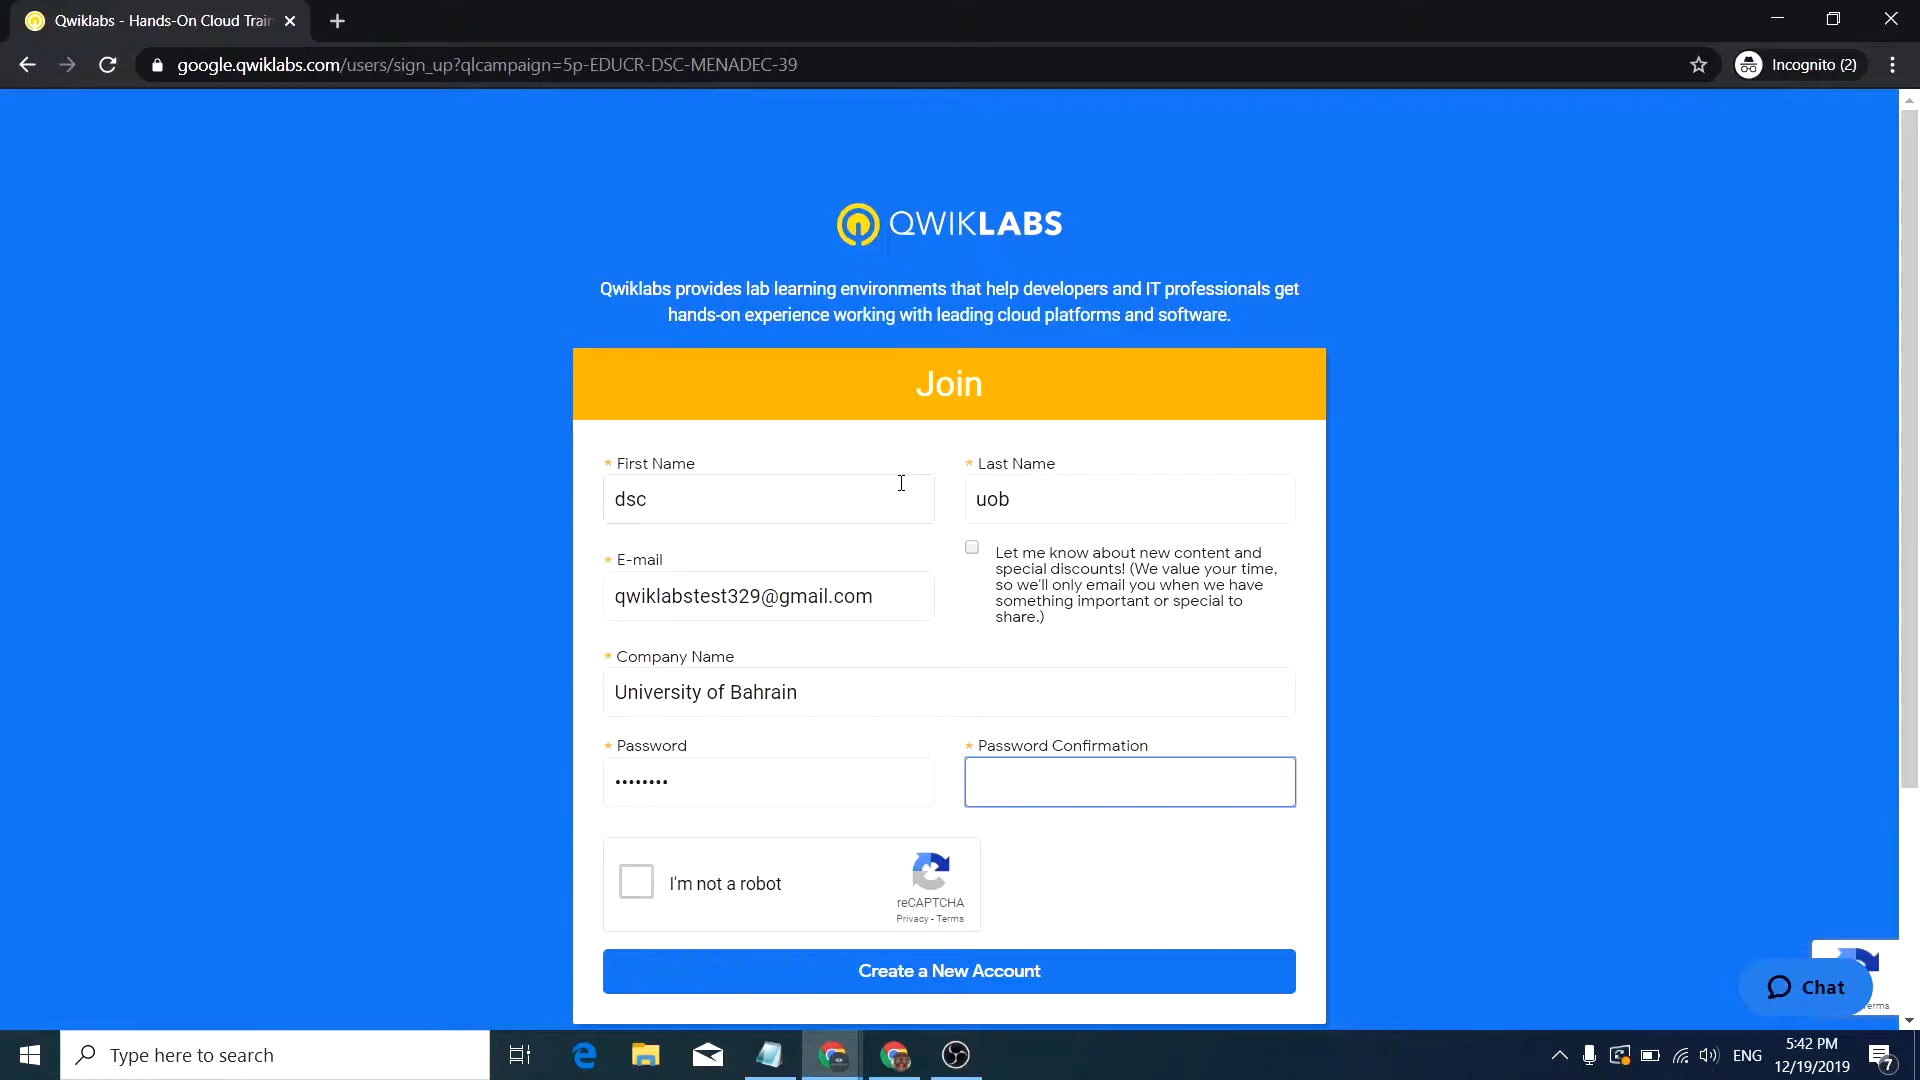 Qwiklabs - Hands-On Cloud Train
google.qwiklabs.com/users/sign_up?qlcampaign=5p-EDUCR-DSC-MENADEC-39
Incognito (2)
QWIKLABS
Qwiklabs provides lab learning environments that help developers and IT professionals get
hands-on experience working with leading cloud platforms and software.
Join
* First Name
* Last Name
dsc
uob
* E-mail
qwiklabstest329@gmail.com
Let me know about new content and
special discounts! (We value your time,
so we'll only email you when we have
something important or special to
share.)
* Company Name
University of Bahrain
* Password
* Password Confirmation
••••••••
I'm not a robot
reCAPTCHA
Privacy - Terms
Create a New Account
Chat
Terms
Type here to search
ENG
5:42 PM
12/19/2019
7